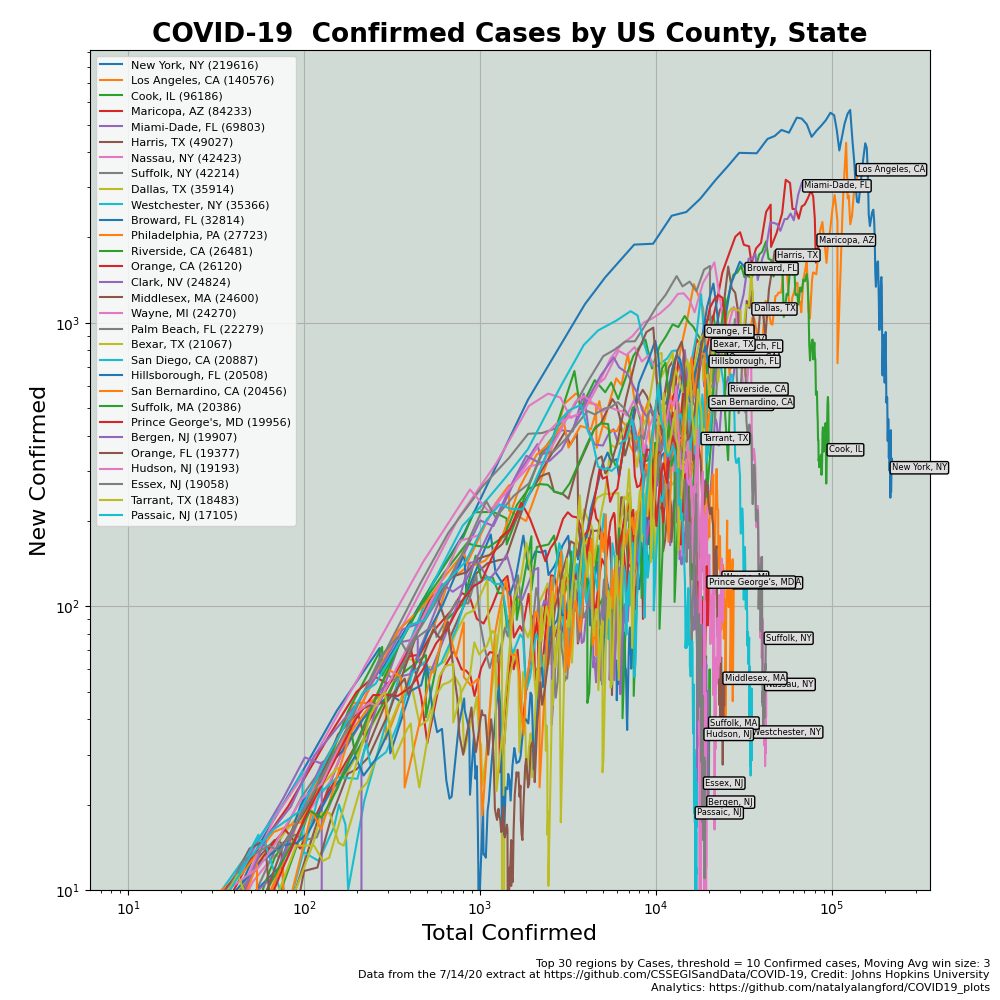 COVID-19  Confirmed Cases by US County, State
New York, NY (219616)
Los Angeles, CA (140576)
Cook, IL (96186)
Maricopa, AZ (84233)
Miami-Dade, FL (69803)
Harris, TX (49027)
Nassau, NY (42423)
Suffolk, NY (42214)
Dallas, TX (35914)
Westchester, NY (35366)
Broward, FL (32814)
Philadelphia, PA (27723)
Riverside, CA (26481)
Orange, CA (26120)
Clark, NV (24824)
Middlesex, MA (24600)
Wayne, MI (24270)
Palm Beach, FL (22279)
Bexar, TX (21067)
San Diego, CA (20887)
Hillsborough, FL (20508)
San Bernardino, CA (20456)
Suffolk, MA (20386)
Prince George's, MD (19956)
Bergen, NJ (19907)
Orange, FL (19377)
Hudson, NJ (19193)
Essex, NJ (19058)
Tarrant, TX (18483)
Passaic, NJ (17105)
Los Angeles, CA
Miami-Dade, FL
Maricopa, AZ
Harris, TX
Broward, FL
Dallas, TX
Orange, FL
Bexar, TX
ch, FL
Hillsborough, FL
Riverside, CA
San Bernardino, CA
Tarrant, TX
Cook, IL
New York, NY
Prince George's, MD
Suffolk, NY
Middlesex, MA
Nassau, NY
Suffolk, MA
Hudson, NJ
Westchester, NY
Essex, NJ
Bergen, NJ
Passaic, NJ
New Confirmed
10³
10²
10¹
10¹ 10² 10³ 10⁴ 10⁵
Total Confirmed
Top 30 regions by Cases, threshold = 10 Confirmed cases, Moving Avg win size: 3
Data from the 7/14/20 extract at https://github.com/CSSEGISandData/COVID-19, Credit: Johns Hopkins University
Analytics: https://github.com/natalyalangford/COVID19_plots